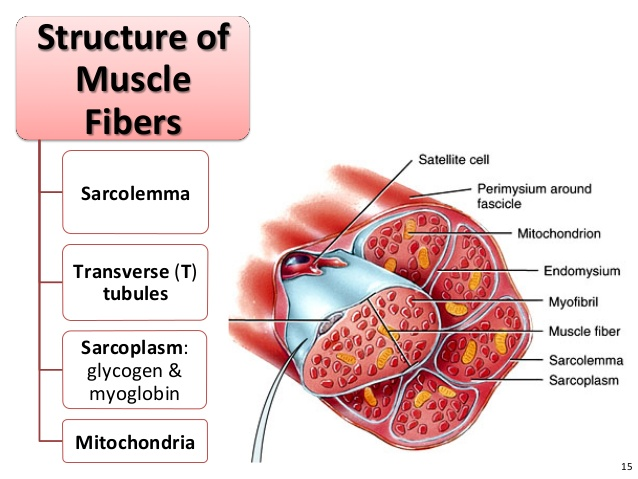 Structure of
Muscle
Fibers
Sarcolemma
Transverse (T)
tubules
Sarcoplasm:
glycogen &
myoglobin
Mitochondria
Satellite cell
Perimysium around
fascicle
Mitochondrion
Endomysium
Myofibril
Muscle fiber
Sarcolemma
Sarcoplasm
15